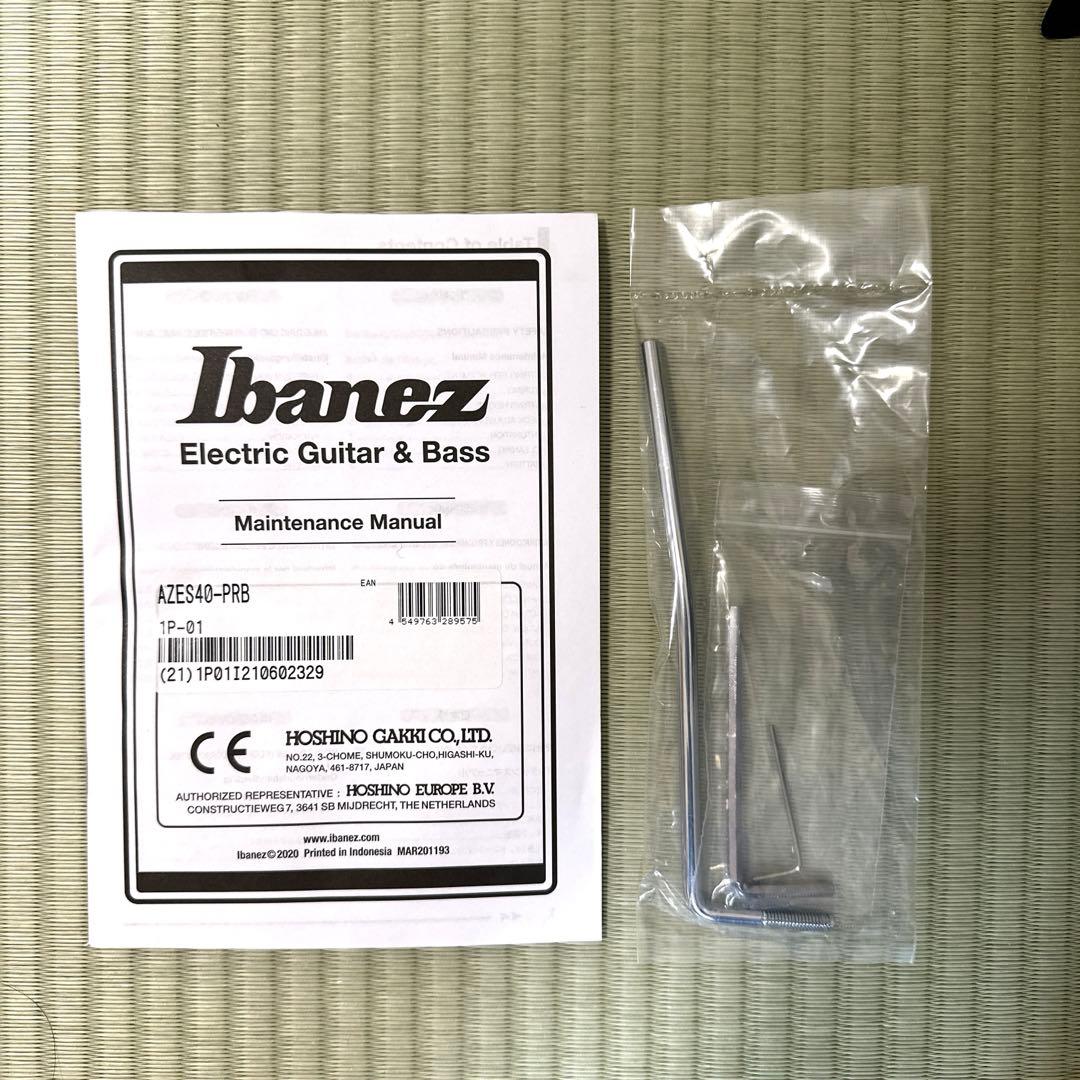 Ibanez
Electric Guitar & Bass
Maintenance Manual
AZES40-PRB
EAN
4 549763 289575
1P-01
(21)1P01I210602329
CE
HOSHINO GAKKI CO., LTD.
NO.22, 3-CHOME, SHUMOKU-CHO,HIGASHI-KU,
NAGOYA, 461-8717, JAPAN
AUTHORIZED REPRESENTATIVE : HOSHINO EUROPE B.V.
CONSTRUCTIEWEG 7, 3641 SB MIJDRECHT, THE NETHERLANDS
www.ibanez.com
Ibanez©2020 Printed in Indonesia MAR201193